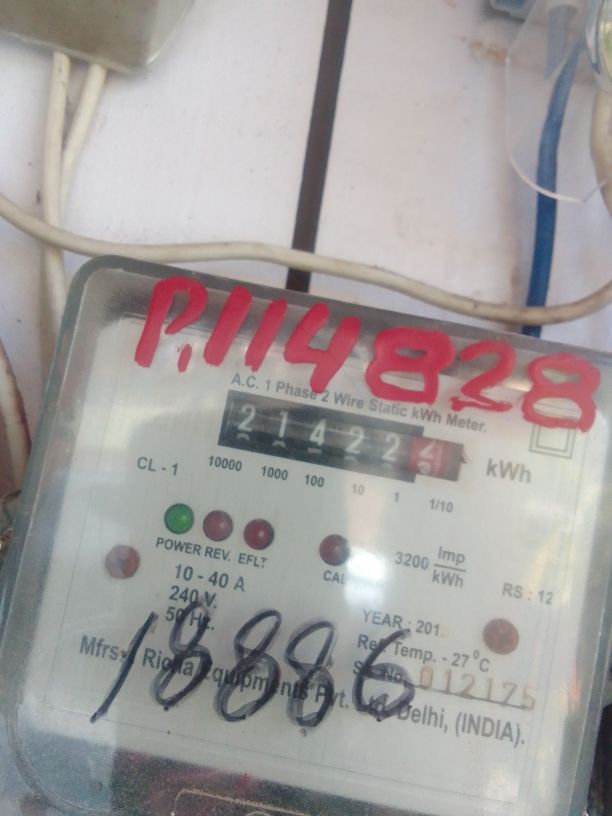 P,114828
A.C. 1 Phase 2 Wire Static kWh Meter.
2 1 4 2 2
kWh
CL - 1 10000 1000 100 10 1 1/10
POWER REV. EFLT CAL
3200 Imp/kWh
RS : 12
10 - 40 A
240 V.
50 Hz.
YEAR : 201
Ref. Temp. - 27°C
Sr. No. 012175
18886
Mfrs. Equipments Pvt. Delhi, (INDIA).